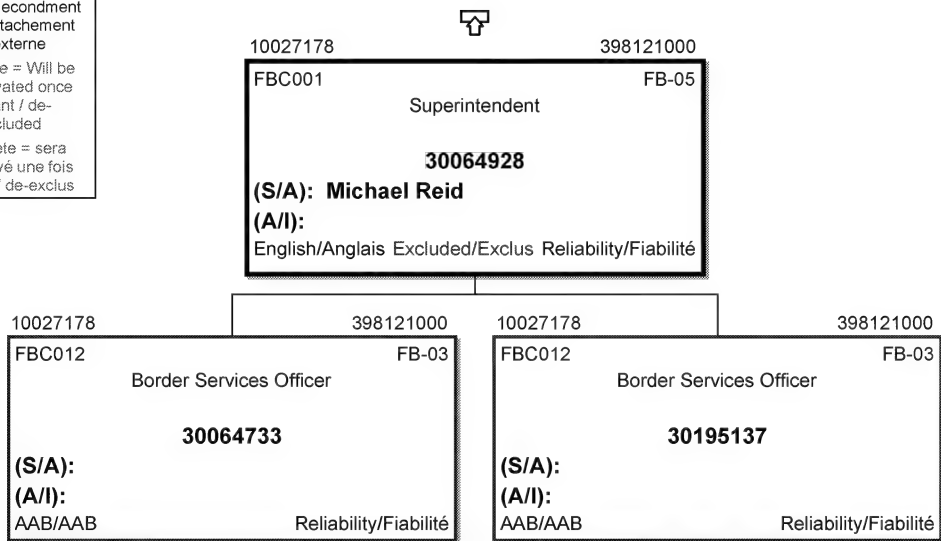 econdment
tachement
xterne
e = Will be
ated once
nt / de-
cluded
ete = sera
vé une fois
/ de-exclus
10027178 398121000
FBC001 FB-05
Superintendent
30064928
(S/A): Michael Reid
(A/I):
English/Anglais Excluded/Exclus Reliability/Fiabilité
10027178 398121000
FBC012 FB-03
Border Services Officer
30064733
(S/A):
(A/I):
AAB/AAB Reliability/Fiabilité
10027178 398121000
FBC012 FB-03
Border Services Officer
30195137
(S/A):
(A/I):
AAB/AAB Reliability/Fiabilité